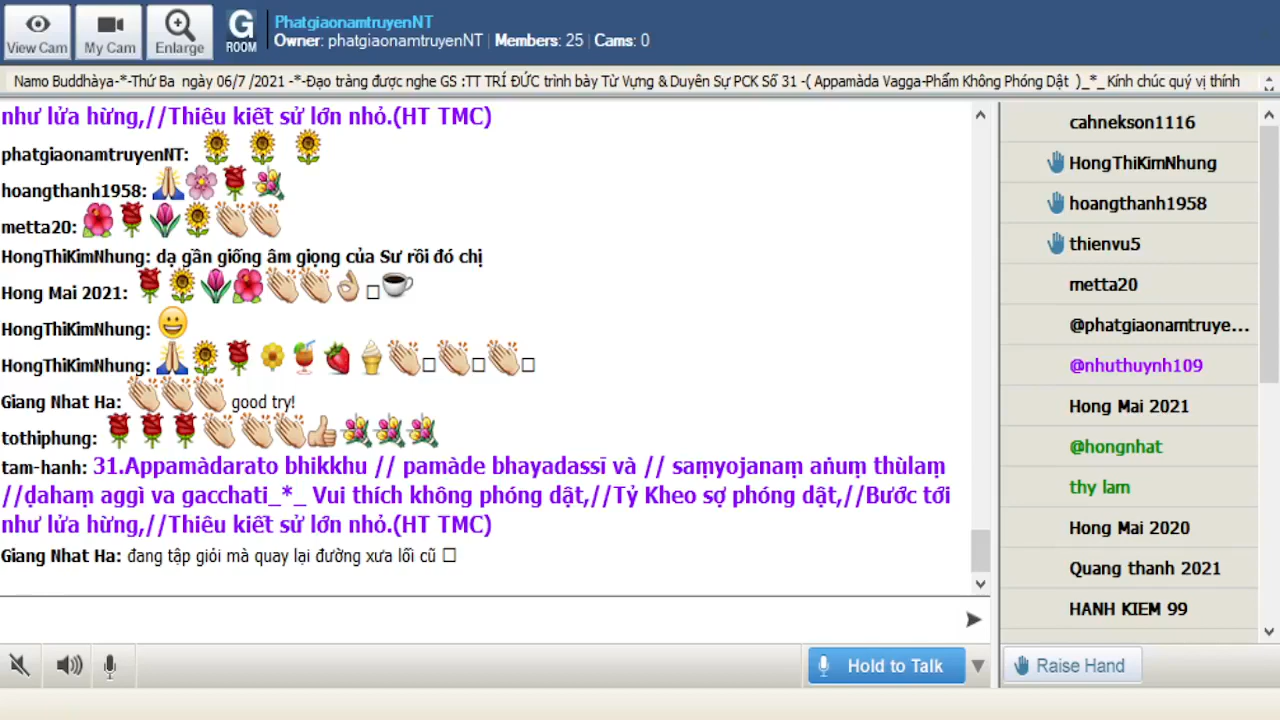 View Cam
My Cam
Enlarge
G
ROOM
PhatgiaonamtruyenNT
Owner: phatgiaonamtruyenNT | Members: 25 | Cams: 0
Namo Buddhàya-*-Thứ Ba ngày 06/7 /2021 -*-Đạo tràng được nghe GS :TT TRÍ ĐỨC trình bày Từ Vựng & Duyên Sự PCK Số 31 -( Appamàda Vagga-Phẩm Không Phóng Dật )_*_ Kính chúc quý vị thính
như lửa hừng,//Thiêu kiết sử lớn nhỏ.(HT TMC)
phatgiaonamtruyenNT:
hoangthanh1958:
metta20:
HongThiKimNhung: dạ gần giống âm giọng của Sư rồi đó chị
Hong Mai 2021:
HongThiKimNhung:
HongThiKimNhung:
Giang Nhat Ha: good try!
tothiphung:
tam-hanh: 31.Appamàdarato bhikkhu // pamàde bhayadassī và // saṃyojanaṃ aṅuṃ thùlaṃ
//ḍahaṃ aggì va gacchati_*_ Vui thích không phóng dật,//Tỷ Kheo sợ phóng dật,//Bước tới
như lửa hừng,//Thiêu kiết sử lớn nhỏ.(HT TMC)
Giang Nhat Ha: đang tập giỏi mà quay lại đường xưa lối cũ
Hold to Talk
cahnekson1116
HongThiKimNhung
hoangthanh1958
thienvu5
metta20
@phatgiaonamtruye...
@nhuthuynh109
Hong Mai 2021
@hongnhat
thy lam
Hong Mai 2020
Quang thanh 2021
HANH KIEM 99
Raise Hand